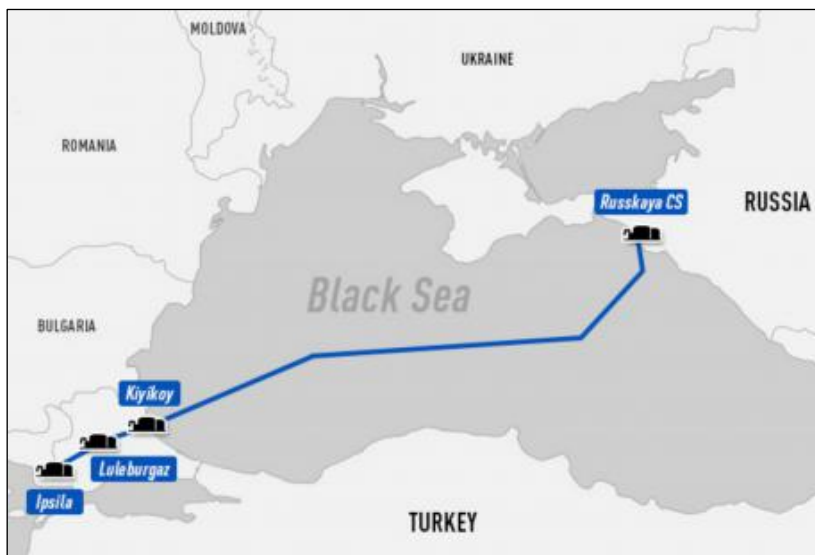 MOLDOVA
UKRAINE
ROMANIA
Russkaya CS
RUSSIA
Black Sea
BULGARIA
Kiyikoy
Luleburgaz
Ipsila
TURKEY